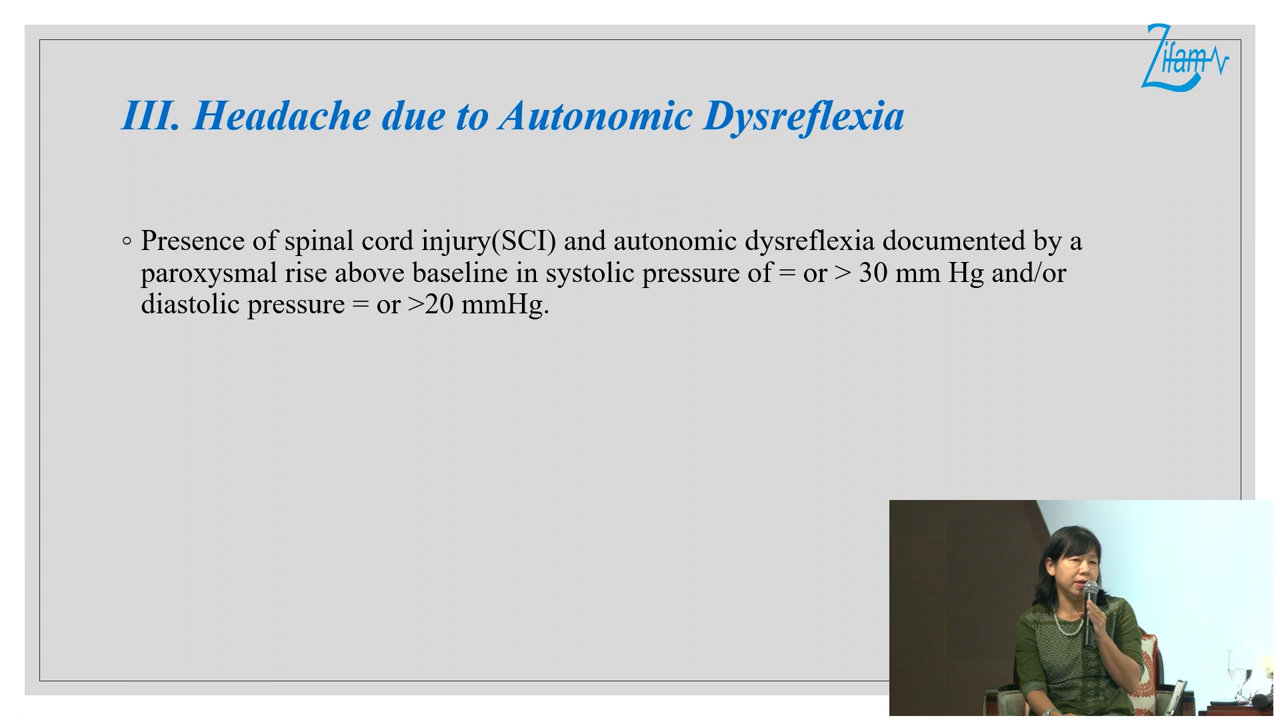 Zifam
III. Headache due to Autonomic Dysreflexia
◦ Presence of spinal cord injury(SCI) and autonomic dysreflexia documented by a
paroxysmal rise above baseline in systolic pressure of = or > 30 mm Hg and/or
diastolic pressure = or >20 mmHg.